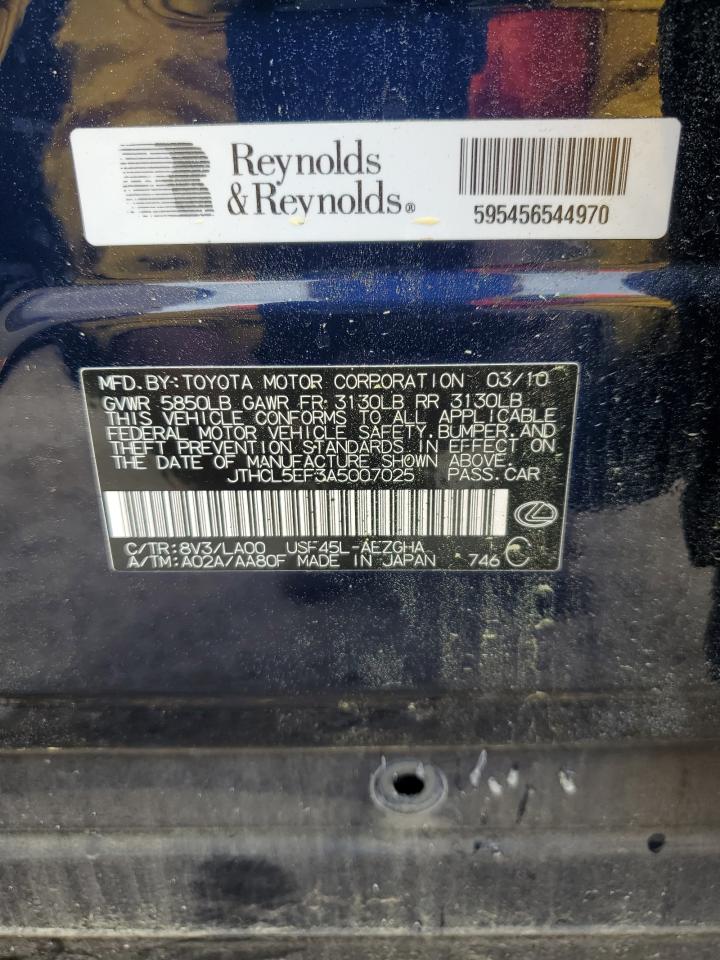 Reynolds
&Reynolds®
595456544970
MFD. BY: TOYOTA MOTOR CORPORATION 03/10
GVWR 5850LB GAWR FR 3130LB RR 3130LB
THIS VEHICLE CONFORMS TO ALL APPLICABLE
FEDERAL MOTOR VEHICLE SAFETY, BUMPER, AND
THEFT PREVENTION STANDARDS IN EFFECT ON
THE DATE OF MANUFACTURE SHOWN ABOVE.
JTHCL5EF3A5007025 PASS. CAR
C/TR: 8V3/LA00 USF45L-AEZGHA
A/TM: A02A/AA80F MADE IN JAPAN 746 C